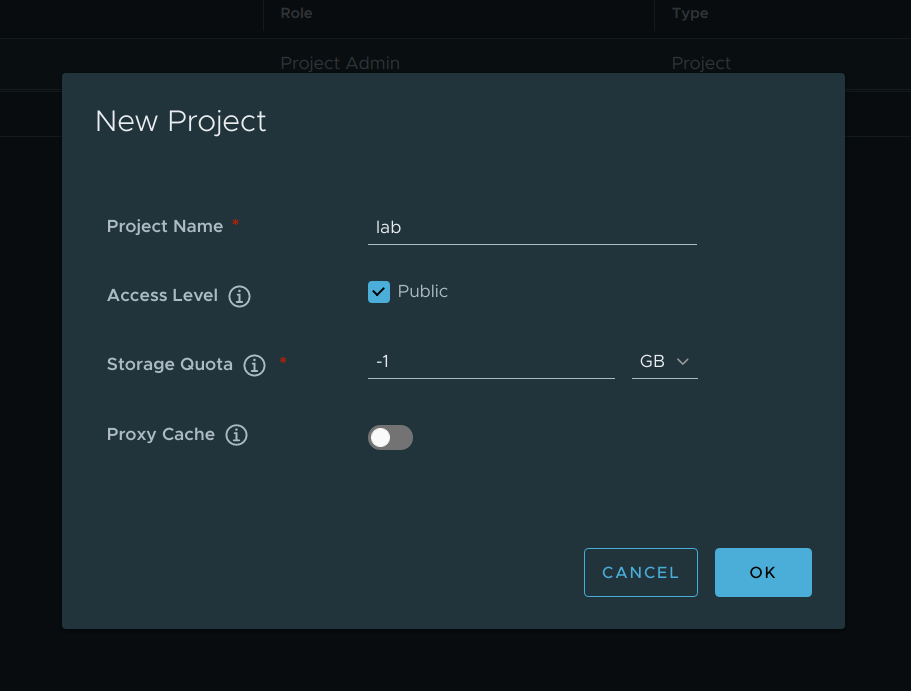 Role Type
Project Admin Project
New Project
Project Name *
lab
Access Level
Public
Storage Quota *
-1 GB
Proxy Cache
CANCEL OK